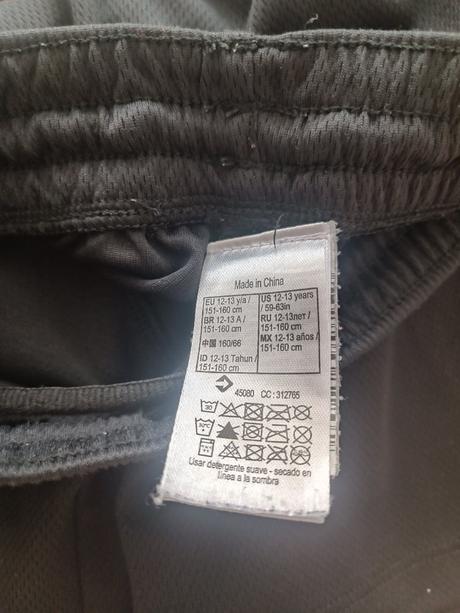 Made in China
EU 12-13 y/a /
151-160 cm
BR 12-13 A /
151-160 cm
中国 160/66
ID 12-13 Tahun /
151-160 cm
US 12-13 years
/ 59-63in
RU 12-13лет /
151-160 cm
MX 12-13 años /
151-160 cm
45080 CC:312765
30
30°C
Usar detergente suave - secado en
línea a la sombra